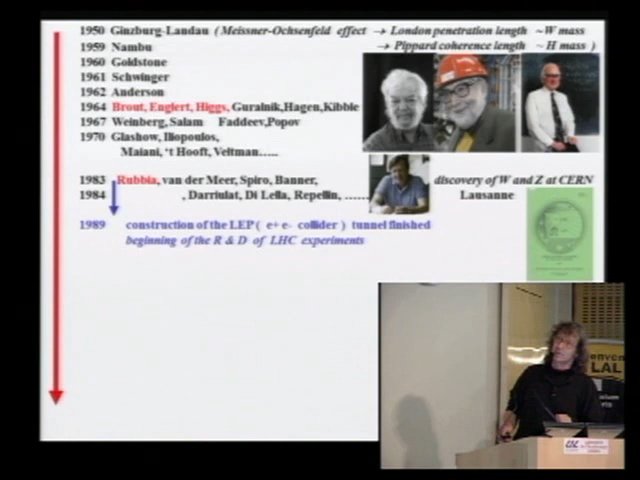 1950 Ginzburg-Landau ( Meissner-Ochsenfeld effect → London penetration length ~W mass
1959 Nambu → Pippard coherence length ~ H mass )
1960 Goldstone
1961 Schwinger
1962 Anderson
1964 Brout, Englert, Higgs, Guralnik,Hagen,Kibble
1967 Weinberg, Salam Faddeev,Popov
1970 Glashow, Iliopoulos,
Maiani, 't Hooft, Veltman…..
1983 Rubbia, van der Meer, Spiro, Banner, discovery of W and Z at CERN
1984 , Darriulat, Di Lella, Repellin, …… Lausanne
1989 construction of the LEP ( e+ e- collider ) tunnel finished
beginning of the R & D of LHC experiments
LAL